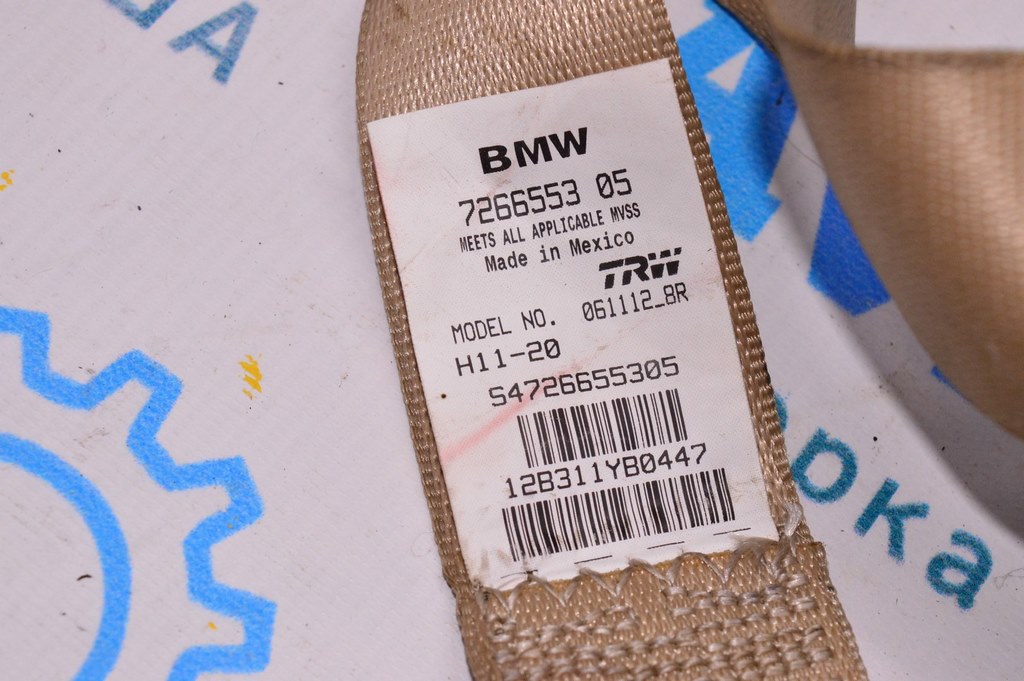 BMW
7266553 05
MEETS ALL APPLICABLE MVSS
Made in Mexico
TRW
MODEL NO. 061112_8R
H11-20
S4726655305
12B311YB0447